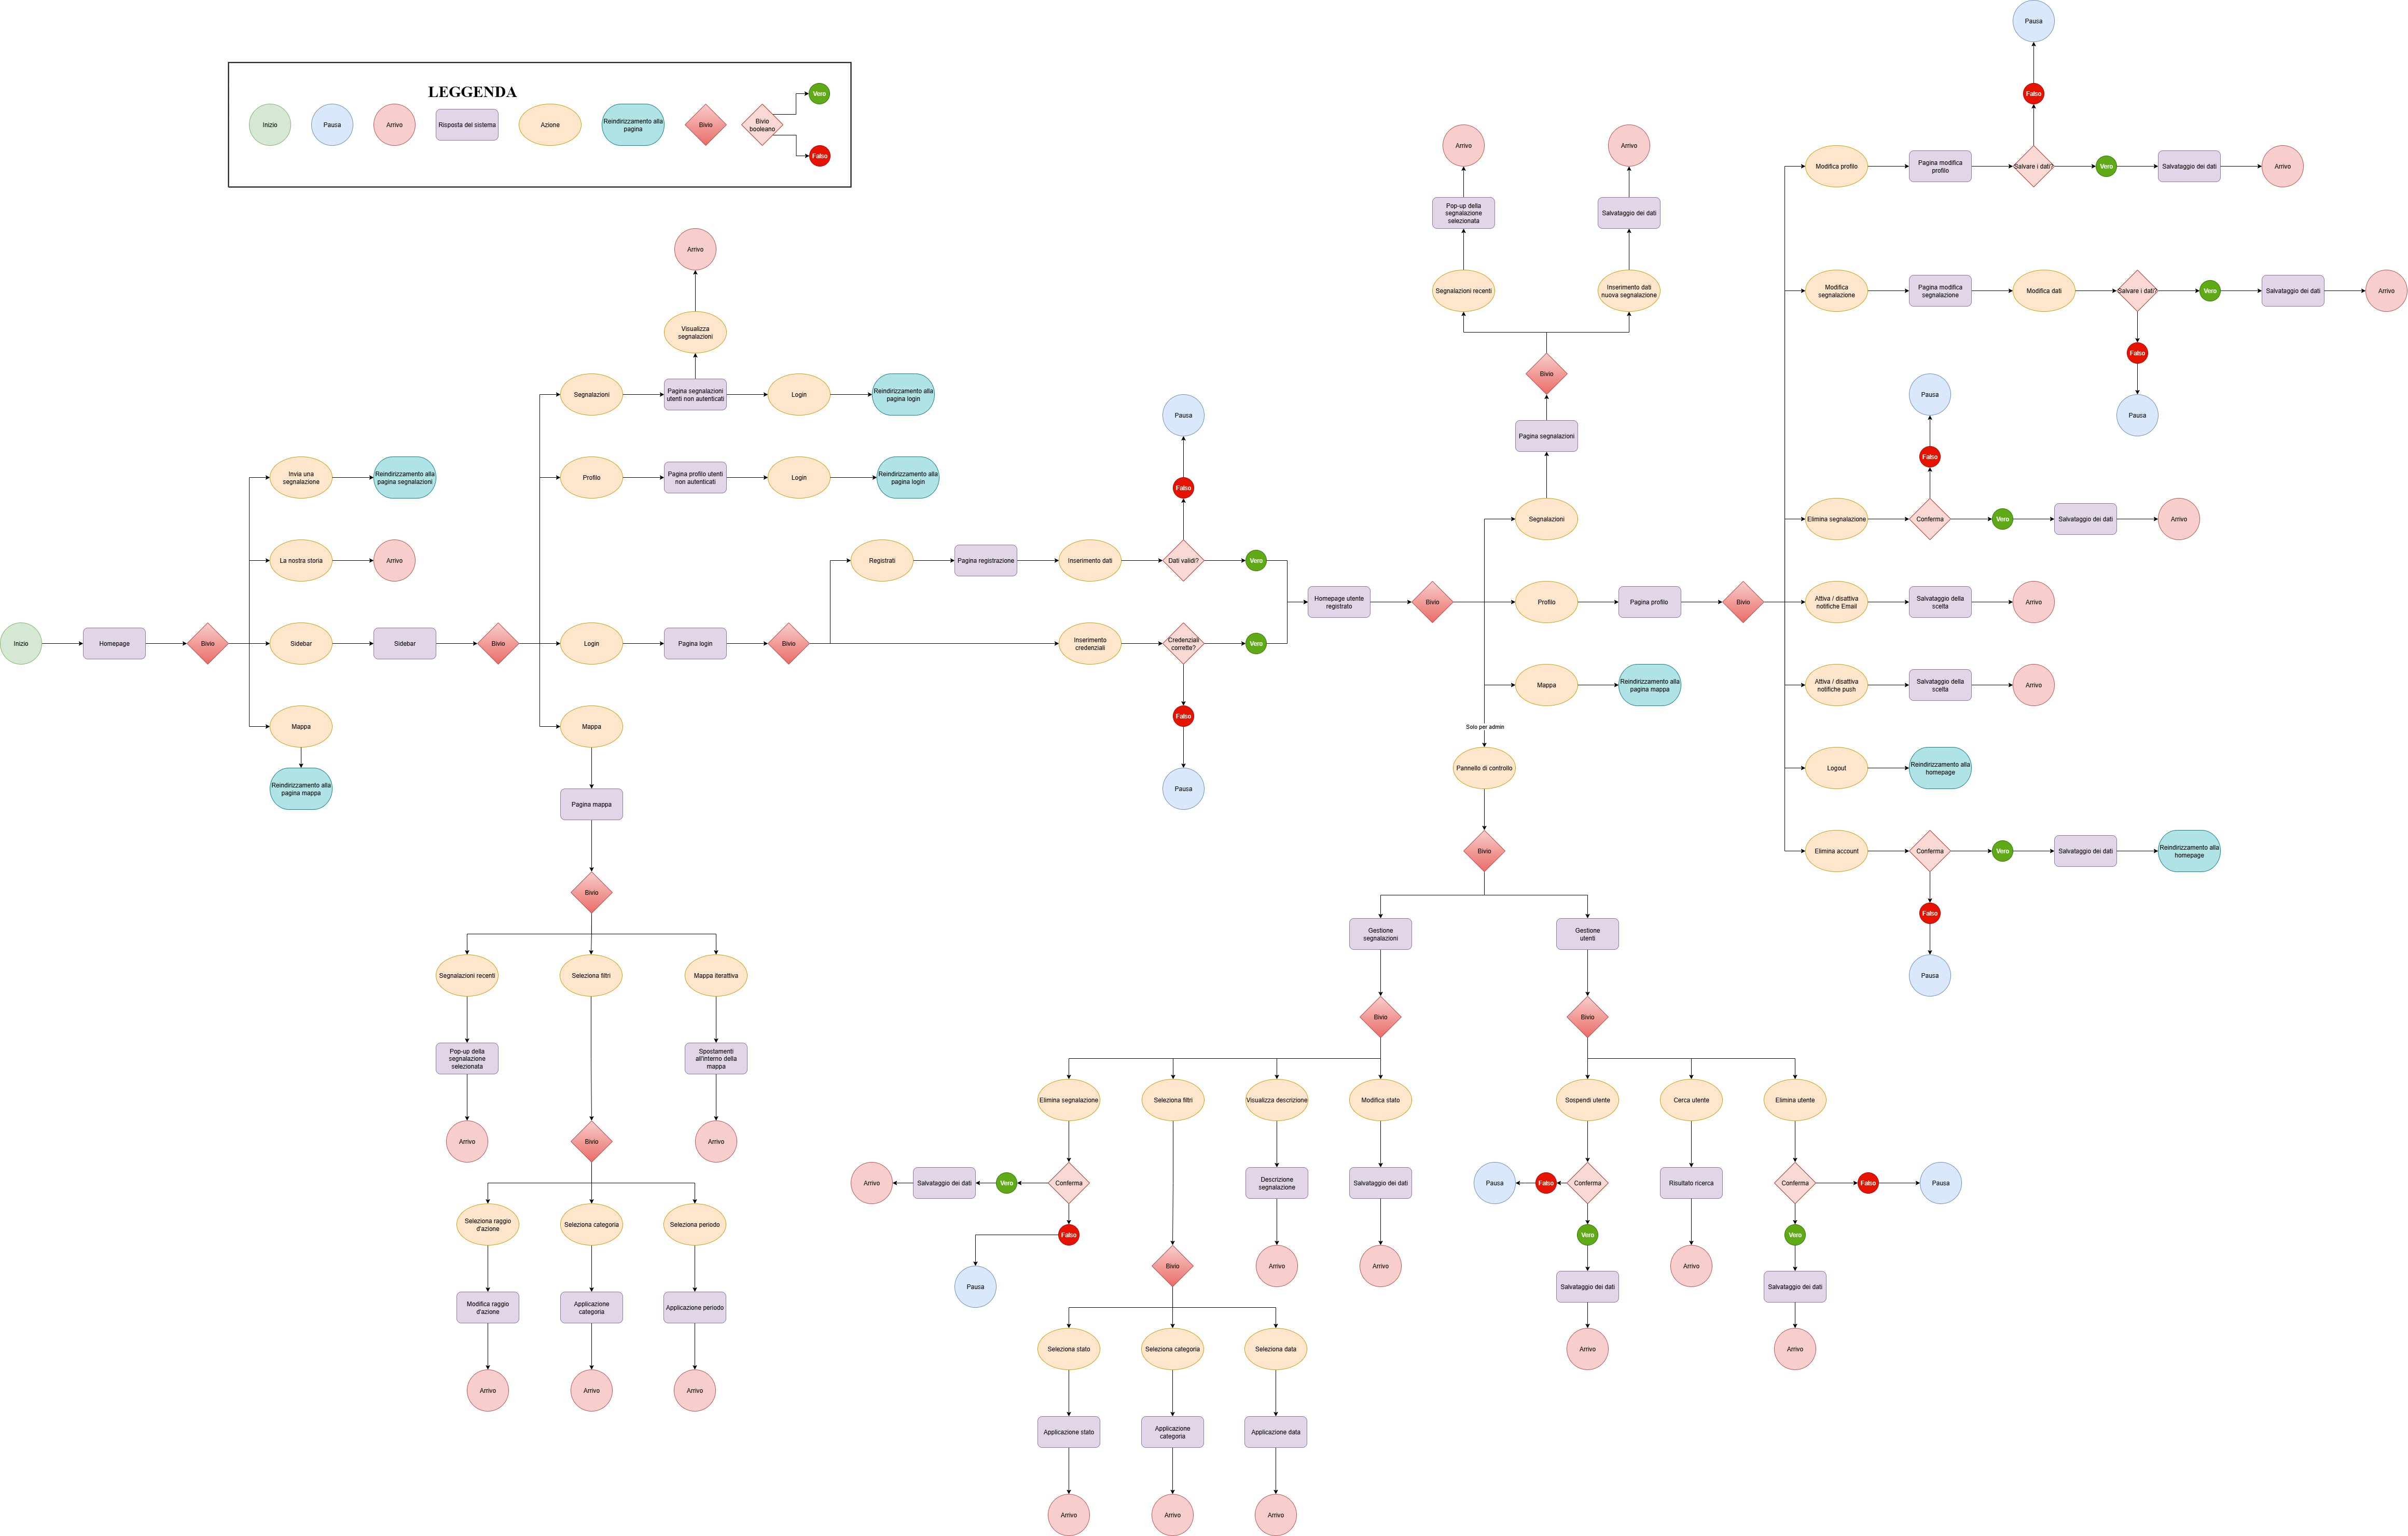 LEGGENDA
Inizio
Pausa
Arrivo
Risposta del sistema
Azione
Reindirizzamento alla
pagina
Bivio
Bivio
booleano
Vero
Falso
Inizio
Homepage
Bivio
Invia una
segnalazione
Reindirizzamento alla
pagina segnalazioni
La nostra storia
Arrivo
Sidebar
Sidebar
Mappa
Reindirizzamento alla
pagina mappa
Bivio
Segnalazioni
Pagina segnalazioni
utenti non autenticati
Visualizza
segnalazioni
Arrivo
Login
Reindirizzamento alla
pagina login
Profilo
Pagina profilo utenti
non autenticati
Login
Reindirizzamento alla
pagina login
Login
Pagina login
Bivio
Registrati
Pagina registrazione
Inserimento dati
Dati validi?
Falso
Pausa
Vero
Inserimento
credenziali
Credenziali
corrette?
Vero
Falso
Pausa
Mappa
Pagina mappa
Bivio
Segnalazioni recenti
Seleziona filtri
Mappa iterattiva
Pop-up della
segnalazione
selezionata
Spostamenti
all'interno della
mappa
Arrivo
Bivio
Arrivo
Seleziona raggio
d'azione
Seleziona categoria
Seleziona periodo
Modifica raggio
d'azione
Applicazione
categoria
Applicazione periodo
Arrivo
Arrivo
Arrivo
Homepage utente
registrato
Bivio
Segnalazioni
Pagina segnalazioni
Bivio
Segnalazioni recenti
Inserimento dati
nuova segnalazione
Pop-up della
segnalazione
selezionata
Salvataggio dei dati
Arrivo
Arrivo
Profilo
Pagina profilo
Bivio
Mappa
Reindirizzamento alla
pagina mappa
Solo per admin
Pannello di controllo
Bivio
Gestione
segnalazioni
Gestione
utenti
Bivio
Bivio
Elimina segnalazione
Seleziona filtri
Visualizza descrizione
Modifica stato
Sospendi utente
Cerca utente
Elimina utente
Arrivo
Salvataggio dei dati
Vero
Conferma
Descrizione
segnalazione
Salvataggio dei dati
Pausa
Falso
Conferma
Risultato ricerca
Conferma
Falso
Pausa
Falso
Vero
Vero
Pausa
Bivio
Arrivo
Arrivo
Salvataggio dei dati
Arrivo
Salvataggio dei dati
Seleziona stato
Seleziona categoria
Seleziona data
Arrivo
Arrivo
Applicazione stato
Applicazione
categoria
Applicazione data
Arrivo
Arrivo
Arrivo
Modifica profilo
Pagina modifica
profilo
Salvare i dati?
Falso
Pausa
Vero
Salvataggio dei dati
Arrivo
Modifica
segnalazione
Pagina modifica
segnalazione
Modifica dati
Salvare i dati?
Vero
Salvataggio dei dati
Arrivo
Falso
Pausa
Elimina segnalazione
Conferma
Falso
Pausa
Vero
Salvataggio dei dati
Arrivo
Attiva / disattiva
notifiche Email
Salvataggio della
scelta
Arrivo
Attiva / disattiva
notifiche push
Salvataggio della
scelta
Arrivo
Logout
Reindirizzamento alla
homepage
Elimina account
Conferma
Vero
Salvataggio dei dati
Reindirizzamento alla
homepage
Falso
Pausa